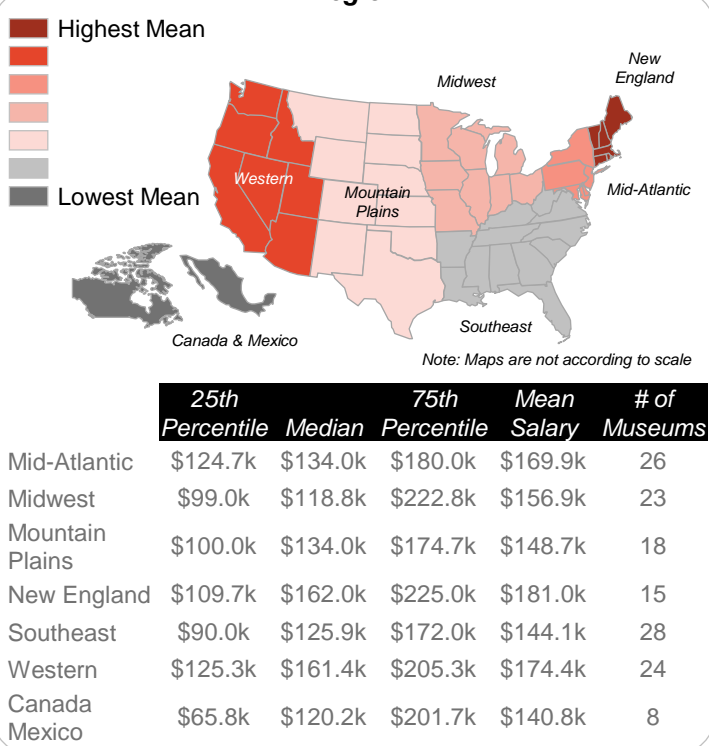 Highest Mean
New
England
Midwest
Western
Mountain
Plains
Mid-Atlantic
Lowest Mean
Canada & Mexico
Southeast
Note: Maps are not according to scale
25th Percentile Median 75th Percentile Mean Salary # of Museums
Mid-Atlantic $124.7k $134.0k $180.0k $169.9k 26
Midwest $99.0k $118.8k $222.8k $156.9k 23
Mountain Plains $100.0k $134.0k $174.7k $148.7k 18
New England $109.7k $162.0k $225.0k $181.0k 15
Southeast $90.0k $125.9k $172.0k $144.1k 28
Western $125.3k $161.4k $205.3k $174.4k 24
Canada Mexico $65.8k $120.2k $201.7k $140.8k 8